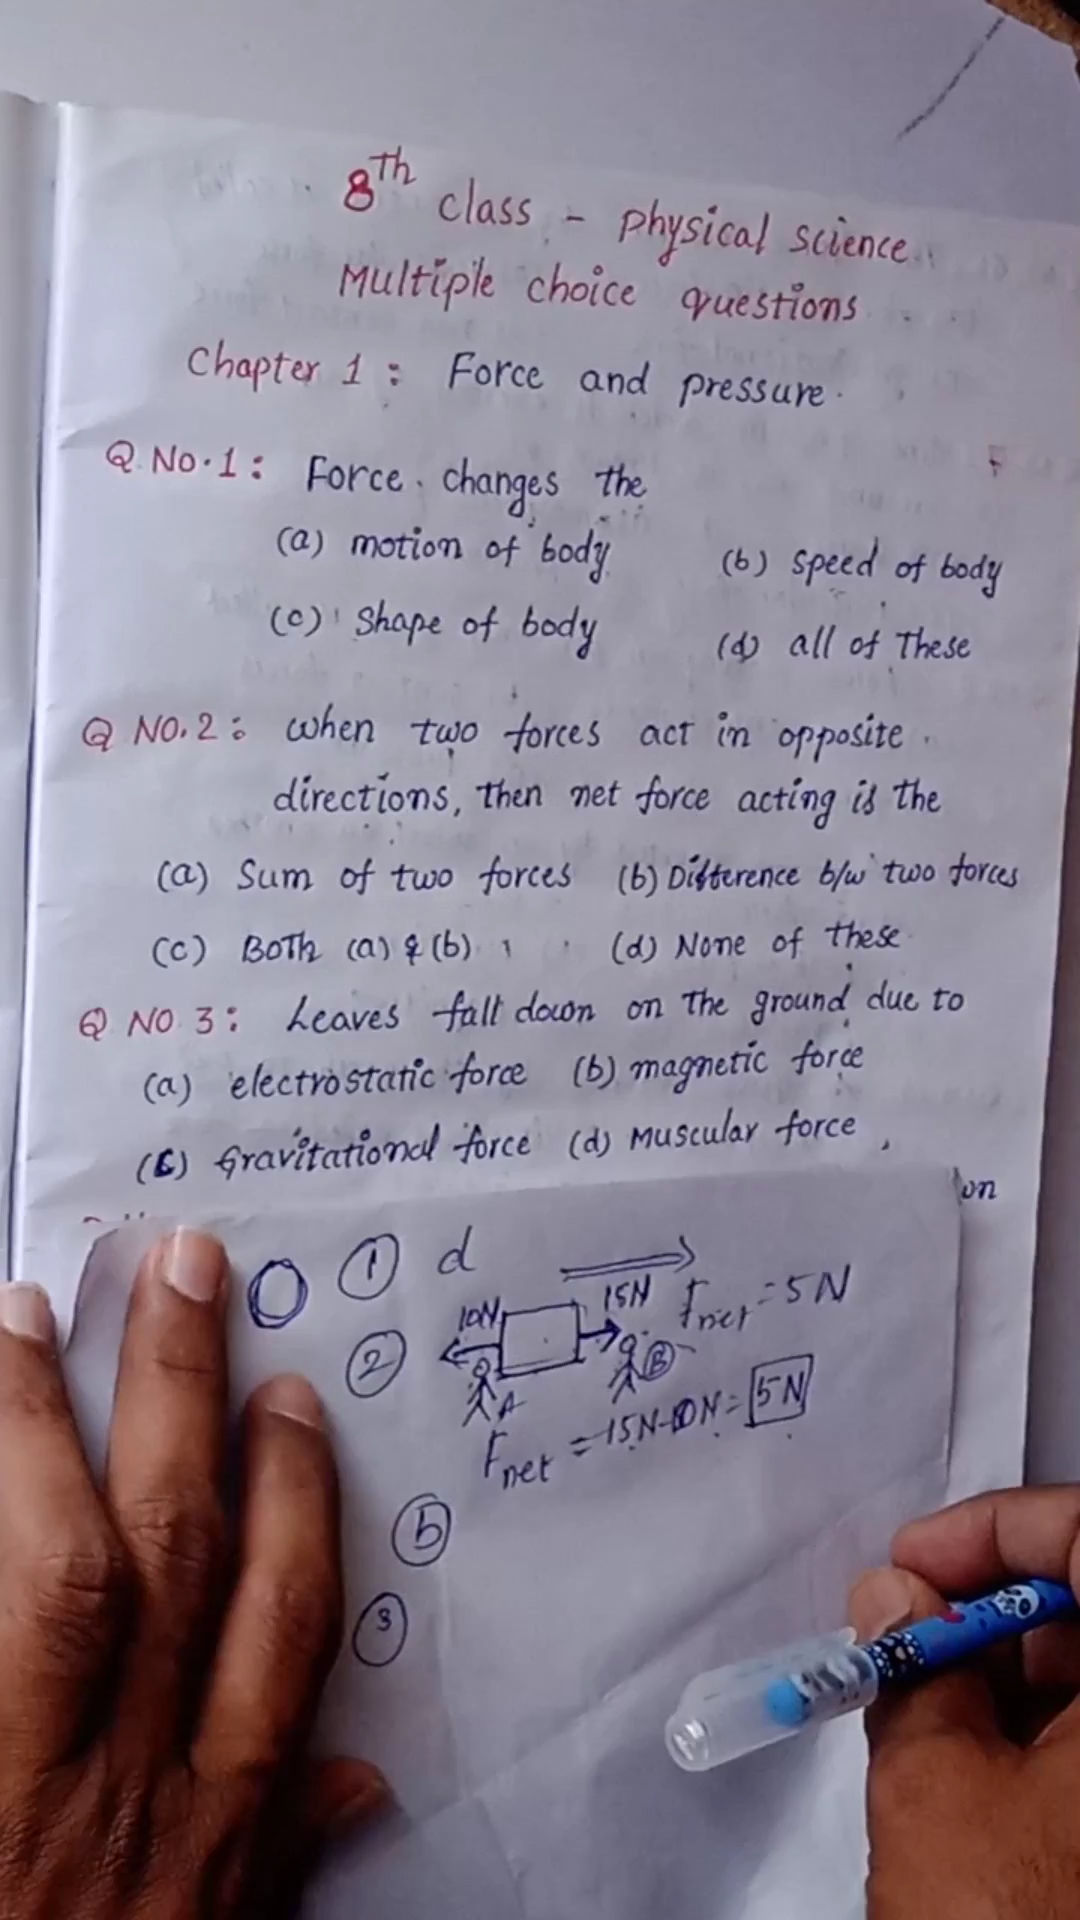 8Th class - physical science
Multiple choice questions
Chapter 1 : Force and pressure.
Q. No. 1 : Force changes the
(a) motion of body (b) speed of body
(c) Shape of body (d) all of These
Q NO. 2 : when two forces act in opposite
directions, then net force acting is the
(a) Sum of two forces (b) Difference b/w two forces
(c) BoTh (a) & (b) (d) None of these
Q NO 3 : Leaves fall down on The ground due to
(a) electrostatic force (b) magnetic force
(c) Gravitational force (d) Muscular force
on
1 d
2 10N 15N Fnet = 5N
A B
Fnet = 15N-10N = 5N
b
3